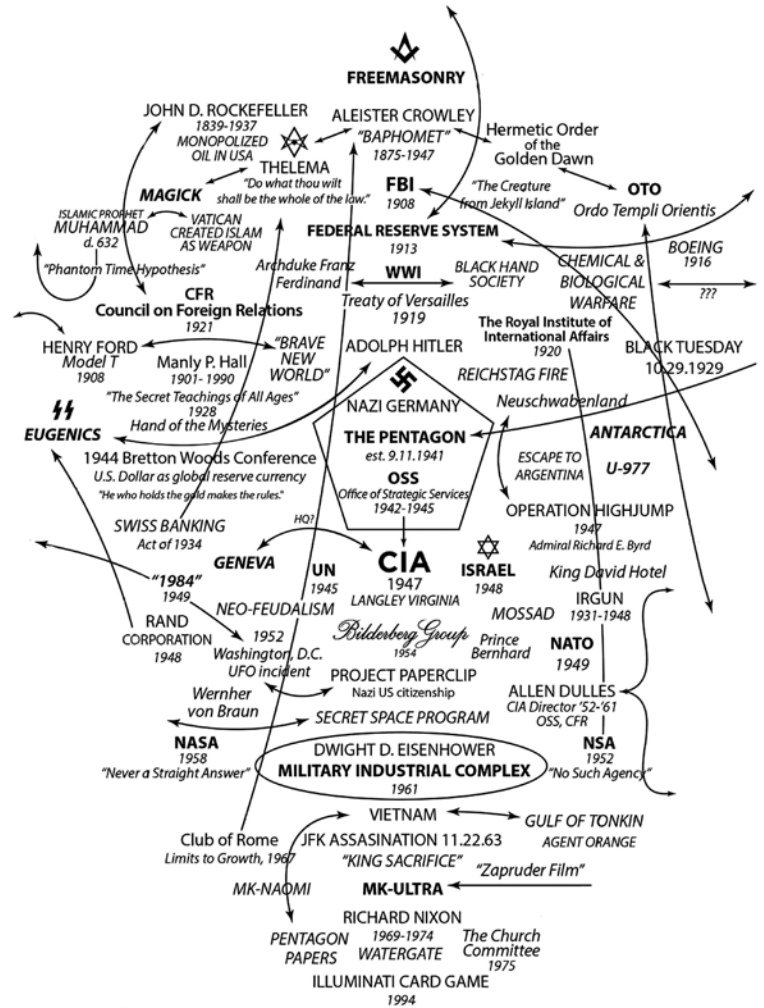 FREEMASONRY
JOHN D. ROCKEFELLER
1839-1937
MONOPOLIZED
OIL IN USA
ALEISTER CROWLEY
"BAPHOMET"
1875-1947
Hermetic Order
of the
Golden Dawn
THELEMA
"Do what thou wilt
shall be the whole of the law."
MAGICK
FBI
1908
"The Creature
from Jekyll Island"
OTO
Ordo Templi Orientis
ISLAMIC PROPHET
MUHAMMAD
d. 632
VATICAN
CREATED ISLAM
AS WEAPON
FEDERAL RESERVE SYSTEM
1913
"Phantom Time Hypothesis"
Archduke Franz
Ferdinand
WWI
BLACK HAND
SOCIETY
CHEMICAL &
BIOLOGICAL
WARFARE
BOEING
1916
???
CFR
Council on Foreign Relations
1921
Treaty of Versailles
1919
The Royal Institute of
International Affairs
1920
HENRY FORD
Model T
1908
Manly P. Hall
1901- 1990
"BRAVE
NEW
WORLD"
ADOLPH HITLER
BLACK TUESDAY
10.29.1929
"The Secret Teachings of All Ages"
1928
Hand of the Mysteries
REICHSTAG FIRE
NAZI GERMANY
Neuschwabenland
EUGENICS
THE PENTAGON
est. 9.11.1941
ANTARCTICA
1944 Bretton Woods Conference
U.S. Dollar as global reserve currency
"He who holds the gold makes the rules."
OSS
Office of Strategic Services
1942-1945
ESCAPE TO
ARGENTINA
U-977
SWISS BANKING
Act of 1934
HQ?
OPERATION HIGHJUMP
1947
Admiral Richard E. Byrd
GENEVA
UN
1945
CIA
1947
LANGLEY VIRGINIA
ISRAEL
1948
King David Hotel
"1984"
1949
NEO-FEUDALISM
MOSSAD
IRGUN
1931-1948
RAND
CORPORATION
1948
1952
Washington, D.C.
UFO incident
Bilderberg Group
1954
Prince
Bernhard
NATO
1949
PROJECT PAPERCLIP
Nazi US citizenship
ALLEN DULLES
CIA Director '52-'61
OSS, CFR
Wernher
von Braun
SECRET SPACE PROGRAM
NASA
1958
"Never a Straight Answer"
DWIGHT D. EISENHOWER
MILITARY INDUSTRIAL COMPLEX
1961
NSA
1952
"No Such Agency"
VIETNAM
GULF OF TONKIN
AGENT ORANGE
Club of Rome
Limits to Growth, 1967
JFK ASSASINATION 11.22.63
"KING SACRIFICE"
"Zapruder Film"
MK-NAOMI
MK-ULTRA
RICHARD NIXON
1969-1974
WATERGATE
PENTAGON
PAPERS
The Church
Committee
1975
ILLUMINATI CARD GAME
1994